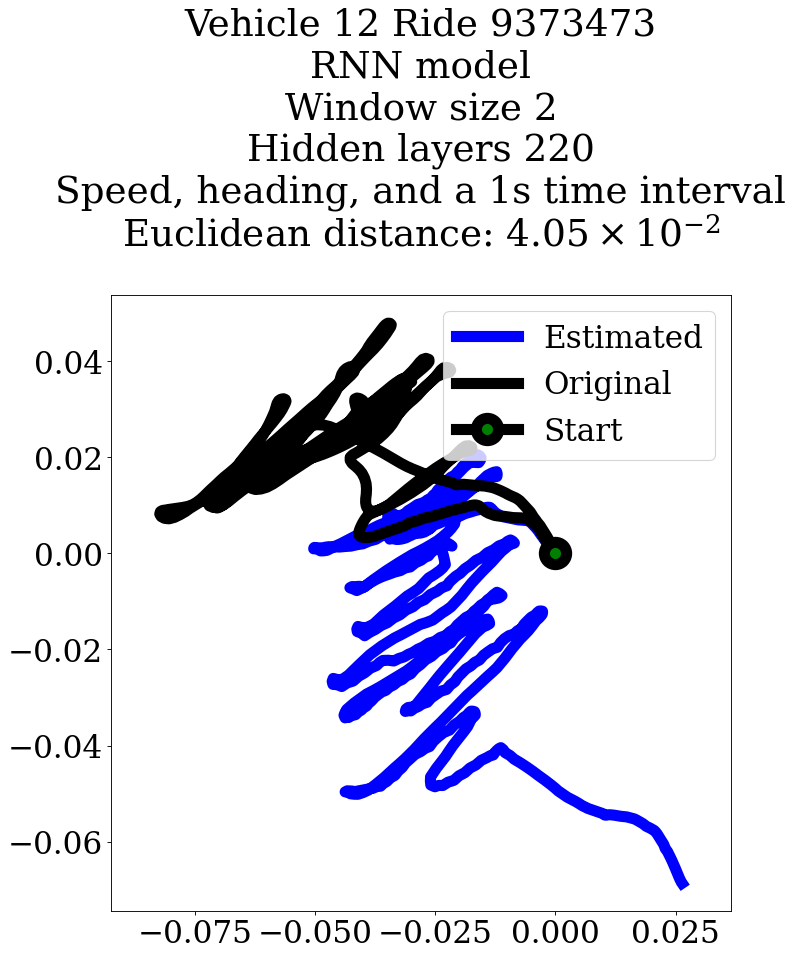 Vehicle 12 Ride 9373473
RNN model
Window size 2
Hidden layers 220
Speed, heading, and a 1s time interval
Euclidean distance: 4.05 × 10⁻²
Estimated
Original
Start
0.04
0.02
0.00
−0.02
−0.04
−0.06
−0.075 −0.050 −0.025 0.000 0.025